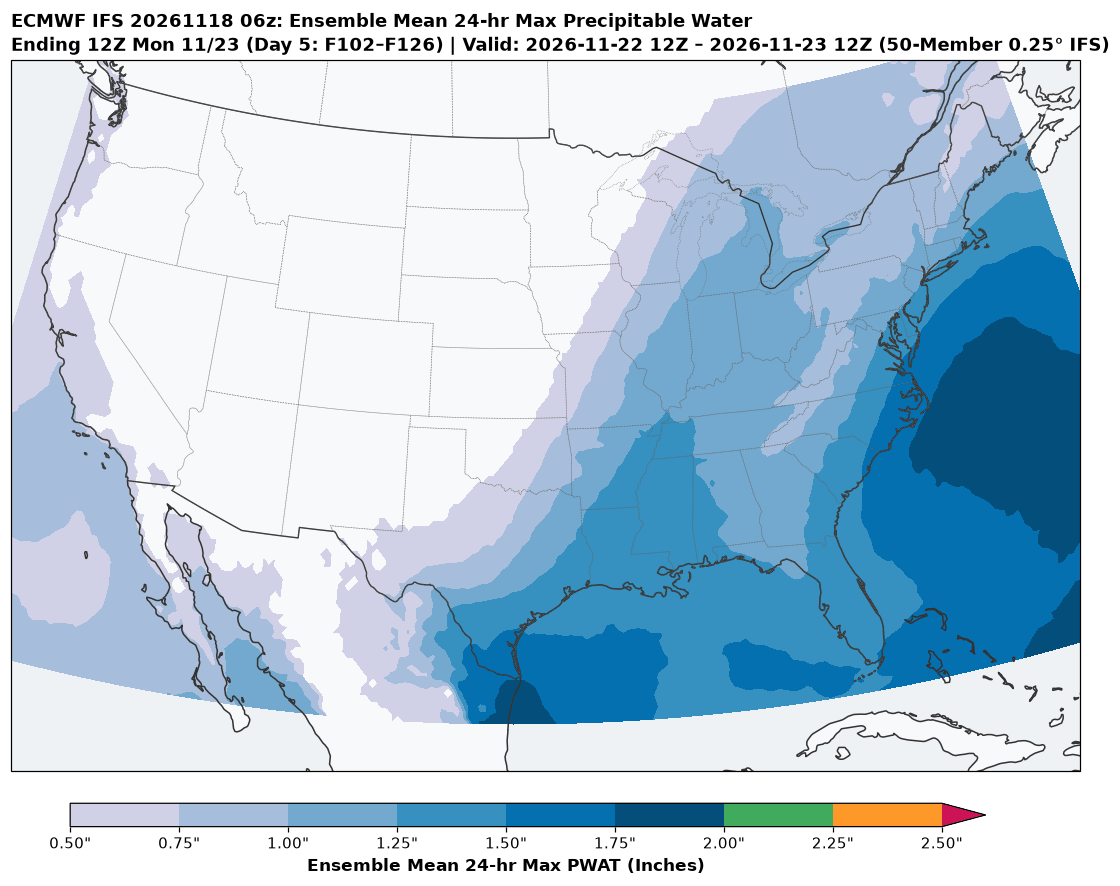 ECMWF IFS 20261118 06z: Ensemble Mean 24-hr Max Precipitable Water
Ending 12Z Mon 11/23 (Day 5: F102–F126) | Valid: 2026-11-22 12Z – 2026-11-23 12Z (50-Member 0.25° IFS)
0.50" 0.75" 1.00" 1.25" 1.50" 1.75" 2.00" 2.25" 2.50"
Ensemble Mean 24-hr Max PWAT (Inches)